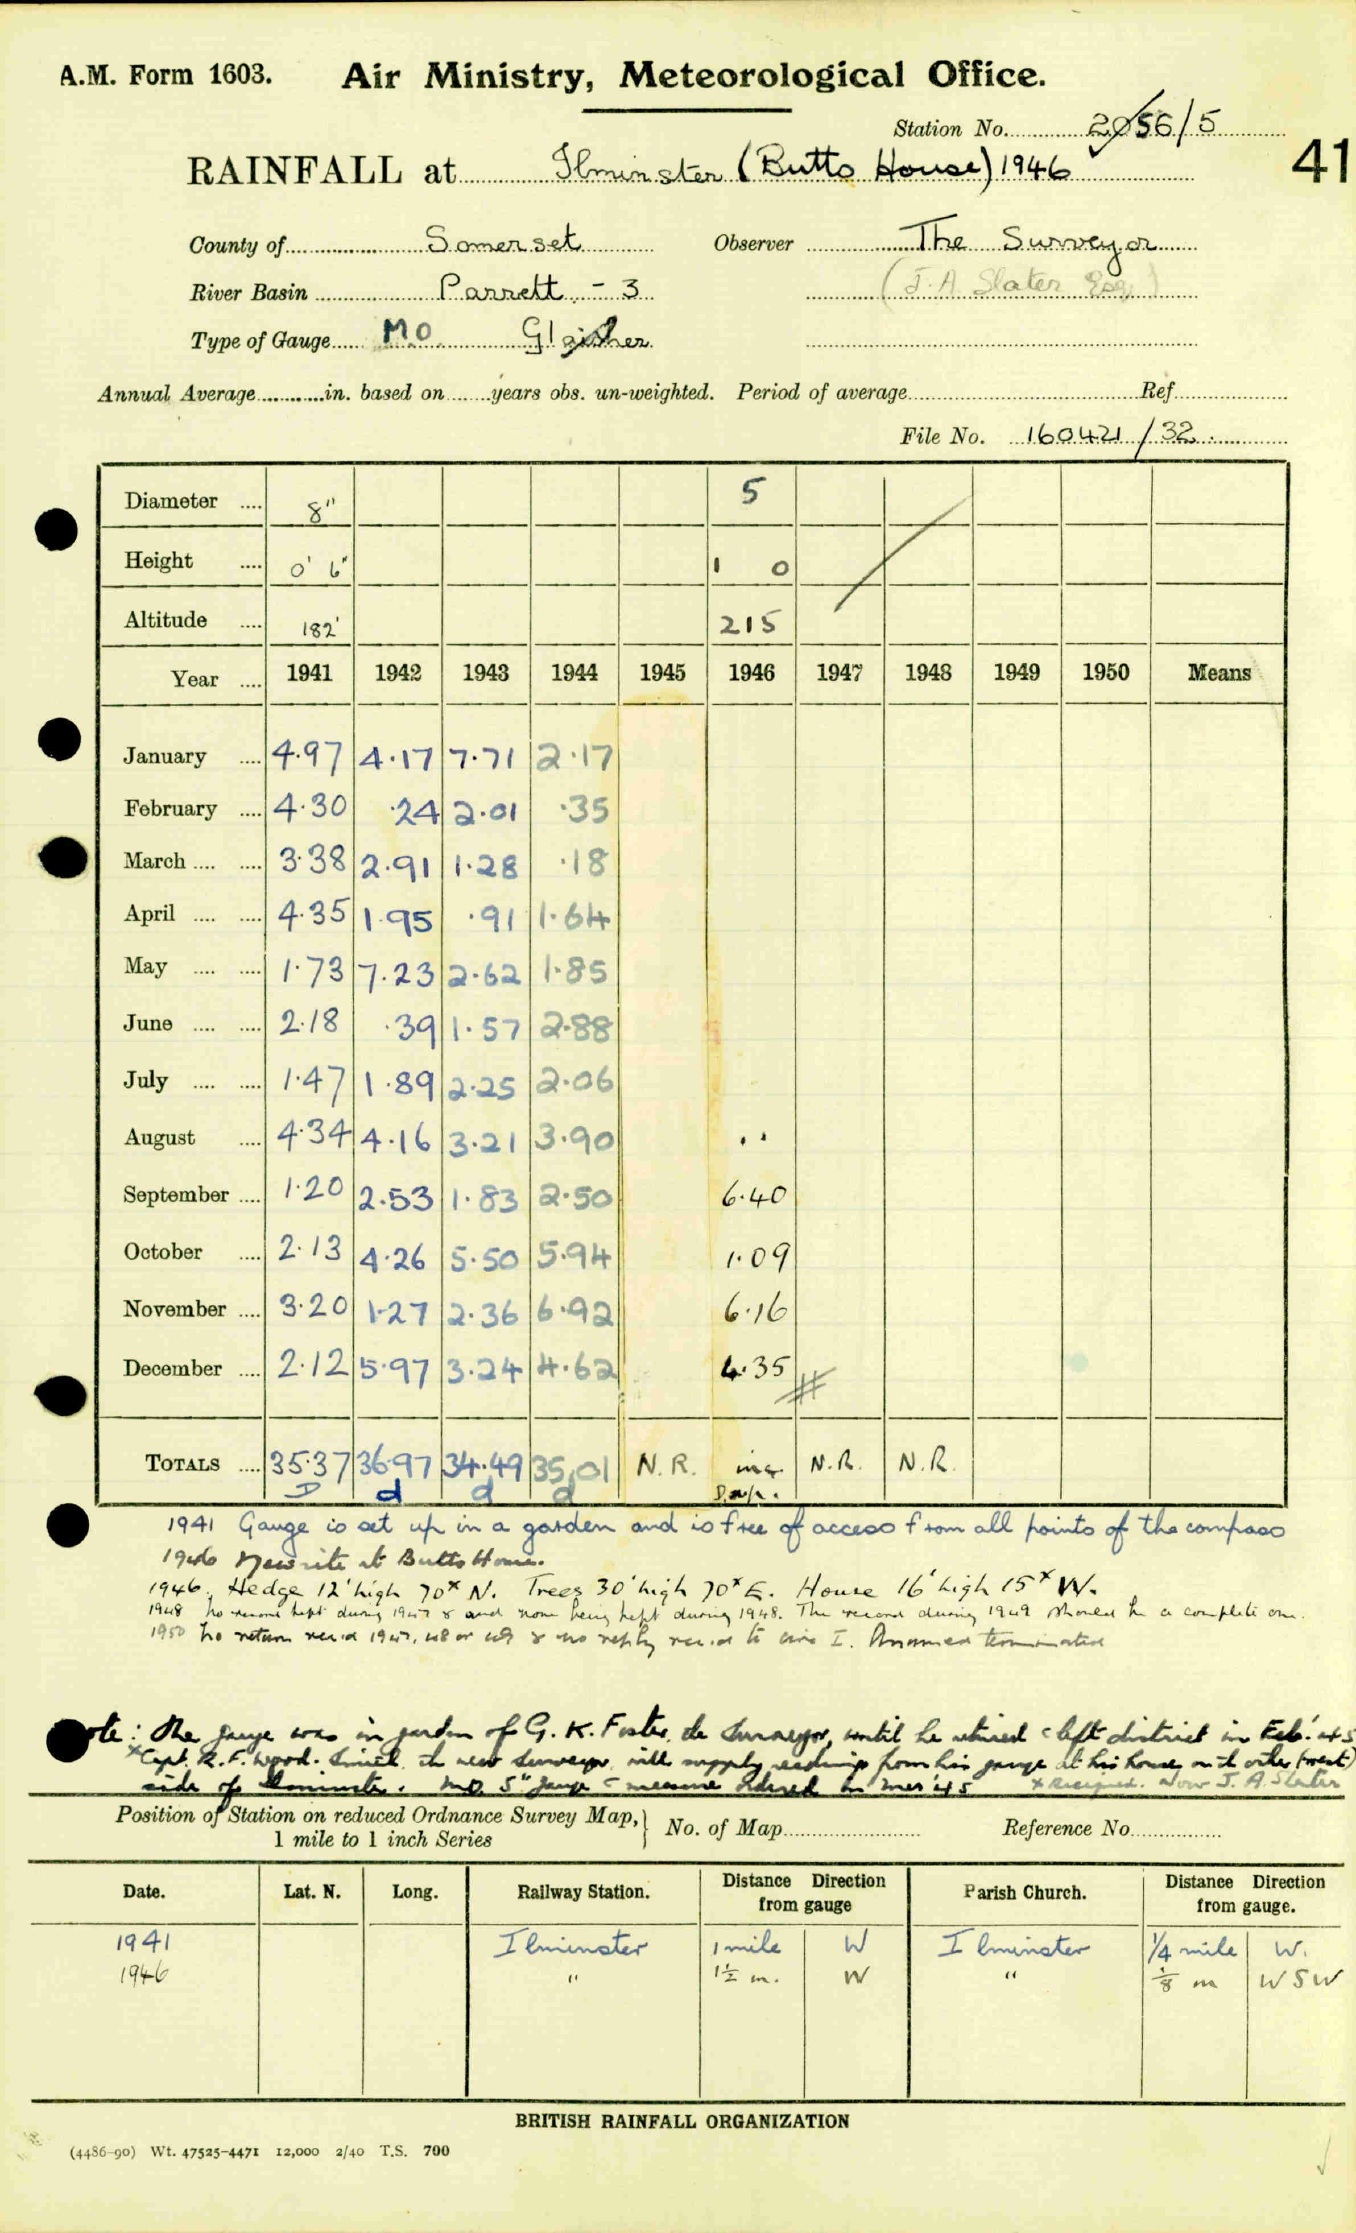 A.M. Form 1603. Air Ministry, Meteorological Office.
Station No. 2056/5
41
RAINFALL at Ilminster (Butts House) 1946
County of Somerset Observer The Surveyor
River Basin Parrett - 3 (J. A. Slater Esq)
Type of Gauge M.O. Glaisher
Annual Average in. based on years obs. un-weighted. Period of average Ref
File No. 160421/32.
Diameter 8" 5
Height 0' 6" 1 0
Altitude 182' 215
Year 1941 1942 1943 1944 1945 1946 1947 1948 1949 1950 Means
January 4.97 4.17 7.71 2.17
February 4.30 .24 2.01 .35
March 3.38 2.91 1.28 .18
April 4.35 1.95 .91 1.64
May 1.73 7.23 2.62 1.85
June 2.18 .39 1.57 2.88
July 1.47 1.89 2.25 2.06
August 4.34 4.16 3.21 3.90 ..
September 1.20 2.53 1.83 2.50 6.40
October 2.13 4.26 5.50 5.94 1.09
November 3.20 1.27 2.36 6.92 6.16
December 2.12 5.97 3.24 4.62 4.35
TOTALS 35.37 36.97 34.49 35.01 N.R. inc. N.R. N.R.
D d d d
1941 Gauge is set up in a garden and is free of access from all points of the compass
1946 New site at Butts House.
1946. Hedge 12' high 70x N. Trees 30' high 70x E. House 16' high 15x W.
1948 No record kept during 1947 & and none being kept during 1948. The record during 1949 should be a complete one.
1950 No return rec'd 1947, 48 or 49 & no reply rec'd to I. terminated
Note: The gauge was in garden of G. K. Foster, the Surveyor, until he retired & left district in Feb. '45
x Capt. R. F. Wood. the new Surveyor, will supply readings from his gauge at his house on the other (west)
side of Ilminster. M.O. 5" gauge measure ordered in Mar '45 x Resigned. Now J. A. Slater
Position of Station on reduced Ordnance Survey Map, 1 mile to 1 inch Series No. of Map Reference No.
Date. Lat. N. Long. Railway Station. Distance Direction from gauge Parish Church. Distance Direction from gauge.
1941 Ilminster 1 mile W Ilminster 1/4 mile W.
1946 " 1½ m. W " ⅛ m WSW
BRITISH RAINFALL ORGANIZATION
(4486-90) Wt. 47525-4471 12,000 2/40 T.S. 700